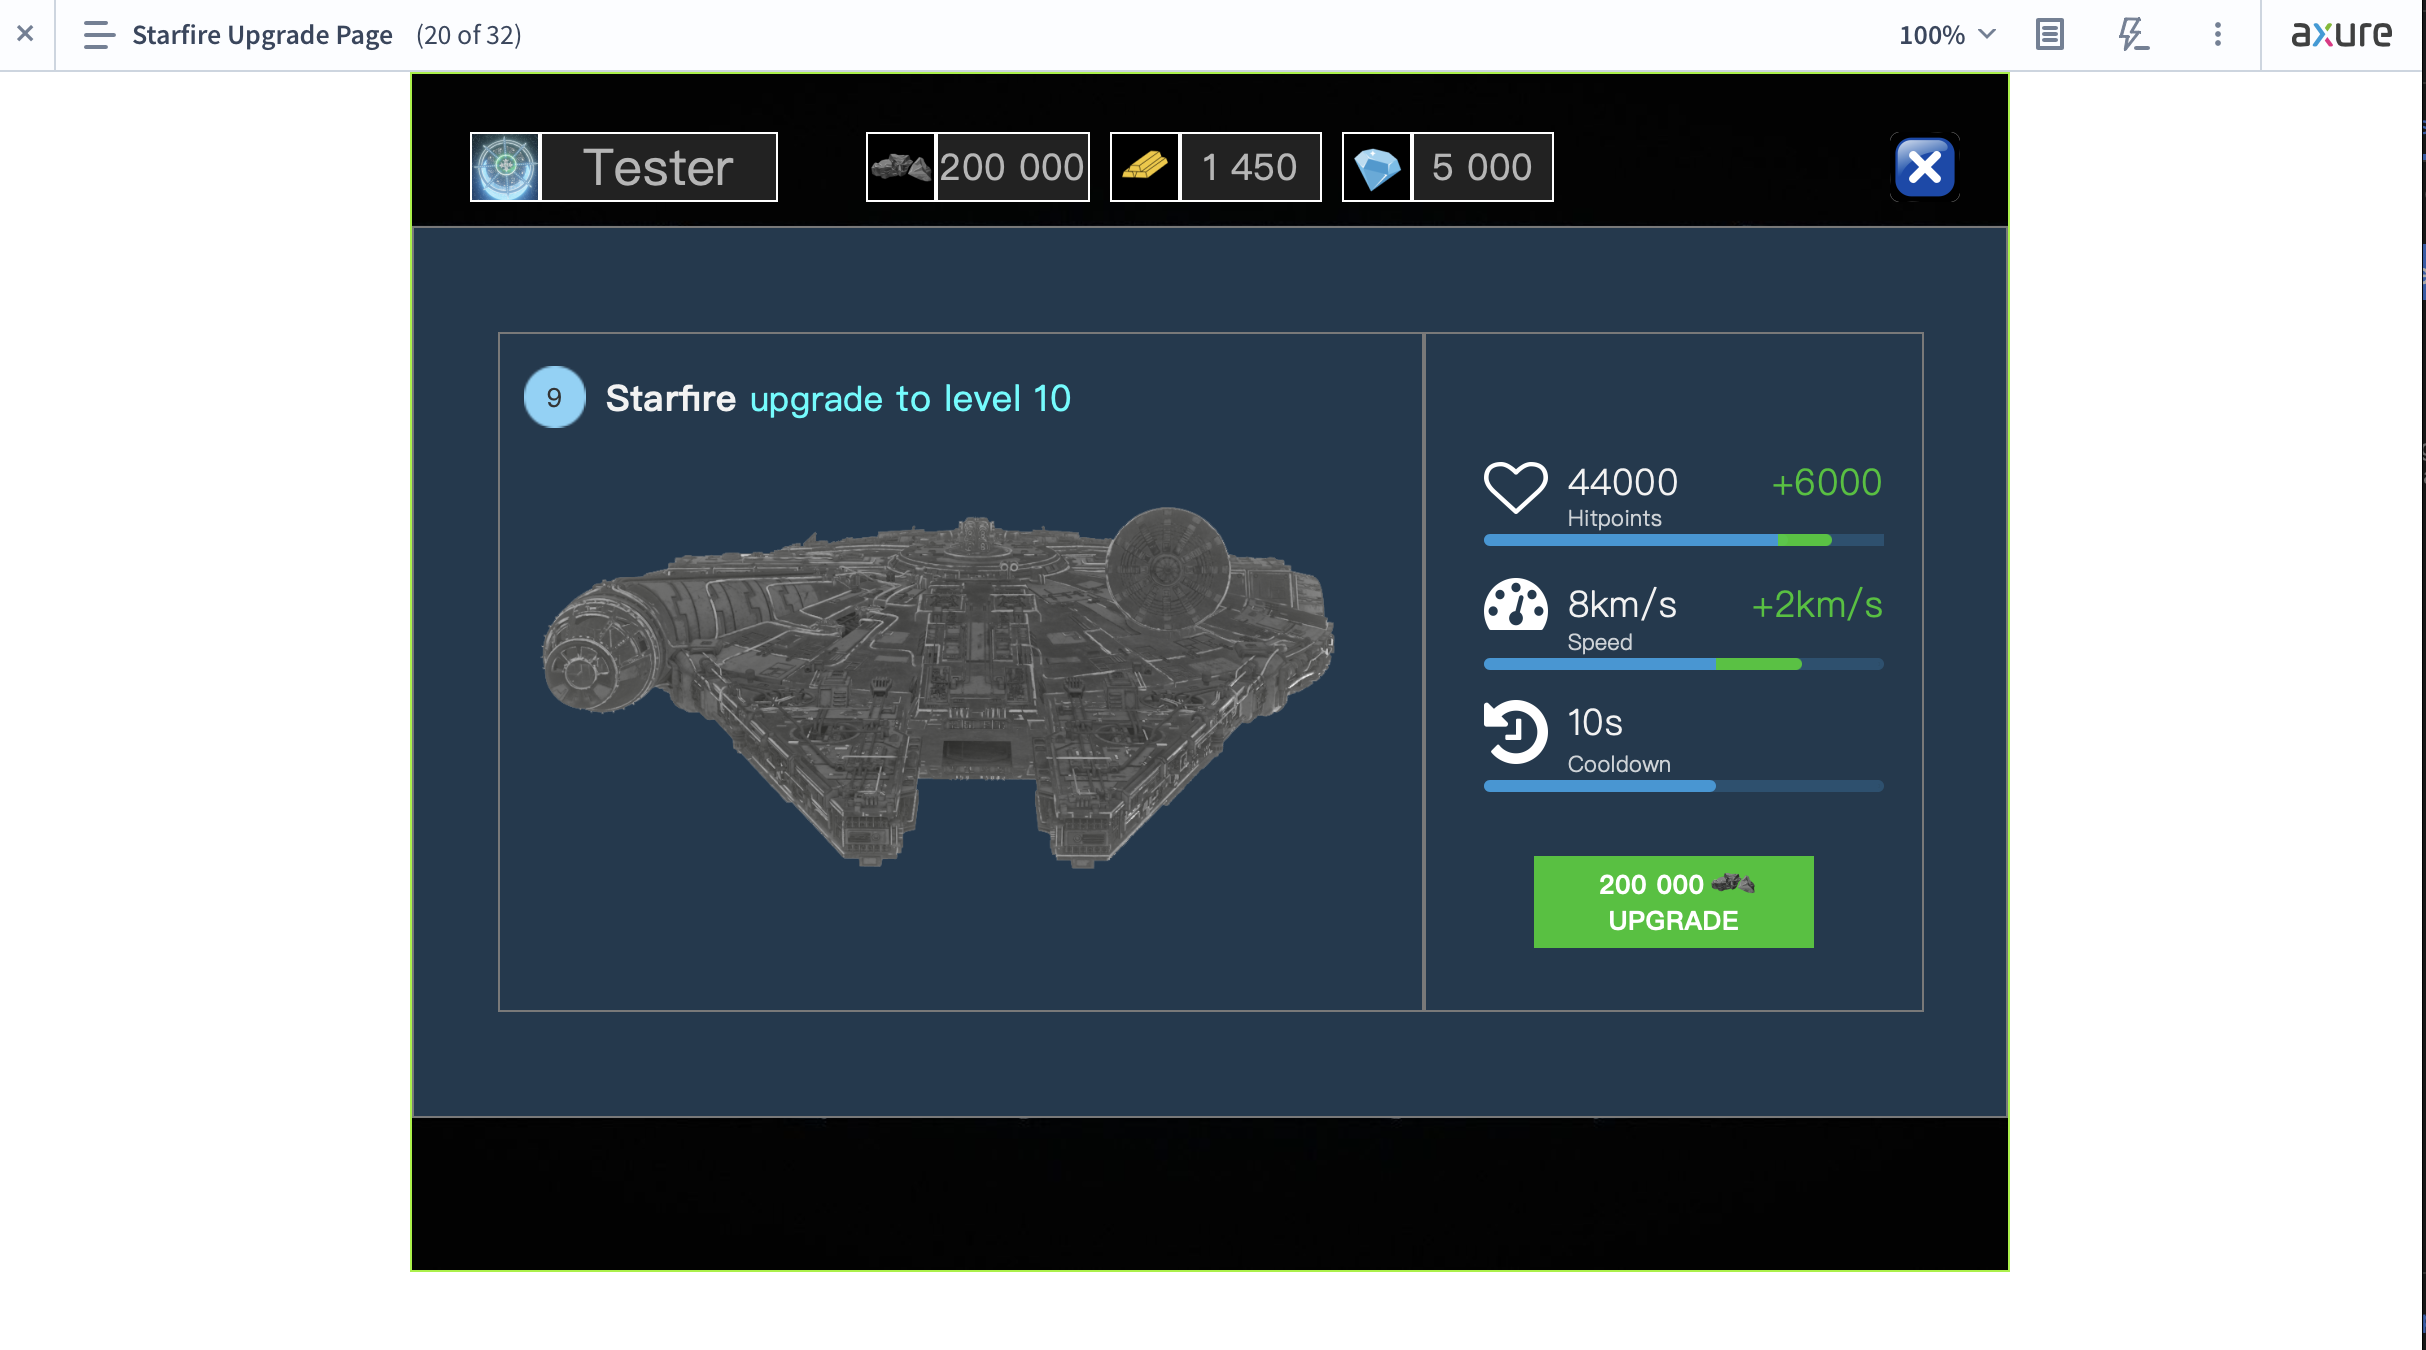 Starfire Upgrade Page (20 of 32)
100%
axure
Tester
200 000
1 450
5 000
9
Starfire upgrade to level 10
44000 +6000
Hitpoints
8km/s +2km/s
Speed
10s
Cooldown
200 000
UPGRADE